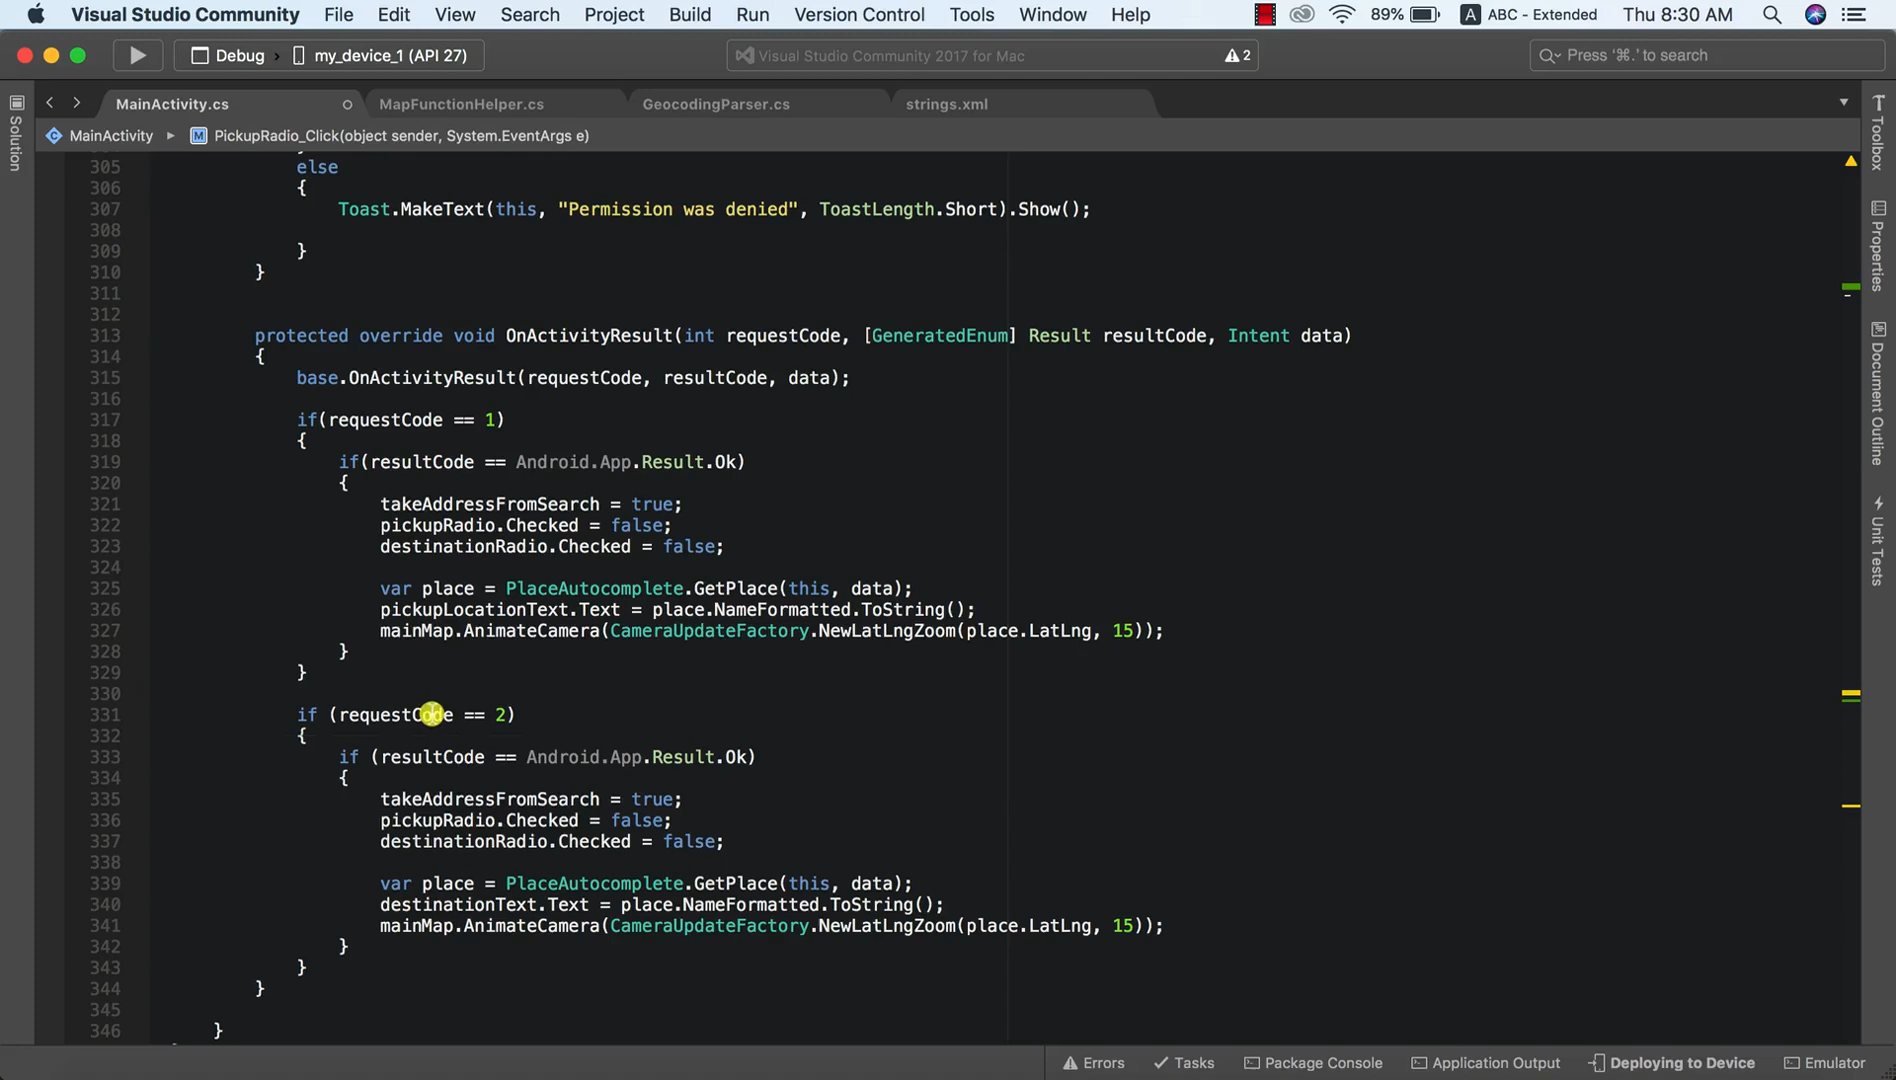 Visual Studio Community File Edit View Search Project Build Run Version Control Tools Window Help 89% A ABC - Extended Thu 8:30 AM
Debug my_device_1 (API 27) Visual Studio Community 2017 for Mac 2 Press '⌘.' to search
MainActivity.cs MapFunctionHelper.cs GeocodingParser.cs strings.xml
MainActivity M PickupRadio_Click(object sender, System.EventArgs e)
Solution
Toolbox
Properties
Document Outline
Unit Tests
305 else
306 {
307 Toast.MakeText(this, "Permission was denied", ToastLength.Short).Show();
308
309 }
310 }
311
312
313 protected override void OnActivityResult(int requestCode, [GeneratedEnum] Result resultCode, Intent data)
314 {
315 base.OnActivityResult(requestCode, resultCode, data);
316
317 if(requestCode == 1)
318 {
319 if(resultCode == Android.App.Result.Ok)
320 {
321 takeAddressFromSearch = true;
322 pickupRadio.Checked = false;
323 destinationRadio.Checked = false;
324
325 var place = PlaceAutocomplete.GetPlace(this, data);
326 pickupLocationText.Text = place.NameFormatted.ToString();
327 mainMap.AnimateCamera(CameraUpdateFactory.NewLatLngZoom(place.LatLng, 15));
328 }
329 }
330
331 if (requestCode == 2)
332 {
333 if (resultCode == Android.App.Result.Ok)
334 {
335 takeAddressFromSearch = true;
336 pickupRadio.Checked = false;
337 destinationRadio.Checked = false;
338
339 var place = PlaceAutocomplete.GetPlace(this, data);
340 destinationText.Text = place.NameFormatted.ToString();
341 mainMap.AnimateCamera(CameraUpdateFactory.NewLatLngZoom(place.LatLng, 15));
342 }
343 }
344 }
345
346 }
Errors Tasks Package Console Application Output Deploying to Device Emulator